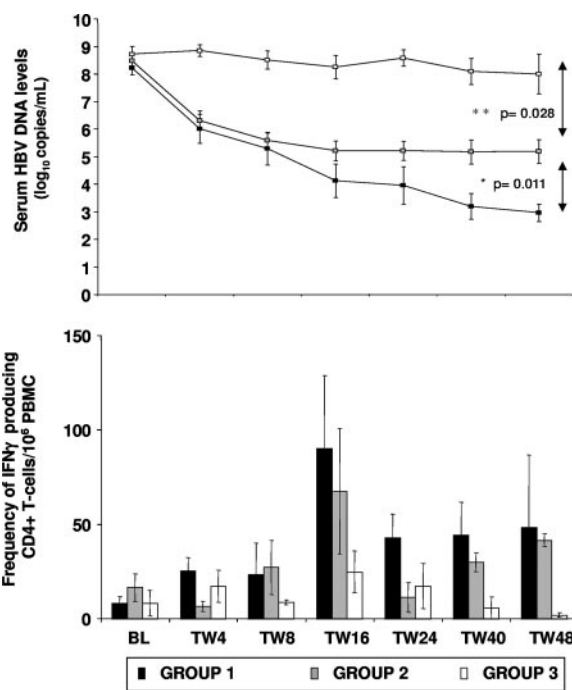 Serum HBV DNA levels
(log10 copies/mL)
10
9
8
7
6
5
4
3
2
1
0
** p= 0.028
* p= 0.011
Frequency of IFNγ producing
CD4+ T-cells/10⁶ PBMC
150
100
50
0
BL TW4 TW8 TW16 TW24 TW40 TW48
GROUP 1 GROUP 2 GROUP 3